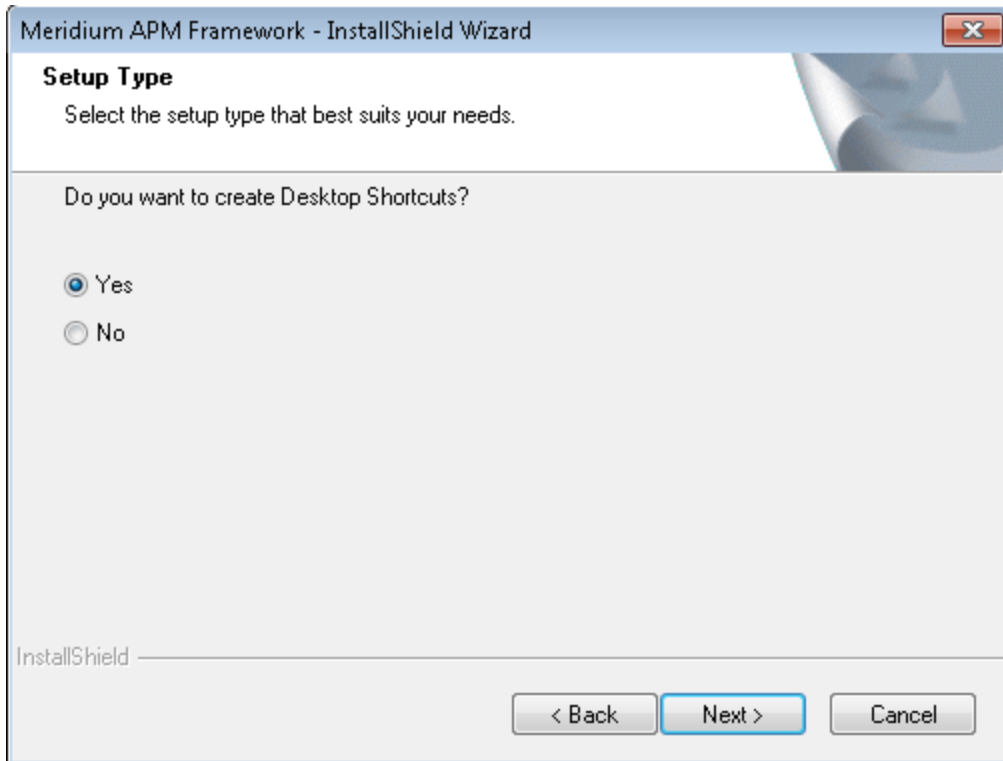 Meridium APM Framework - InstallShield Wizard
Setup Type
Select the setup type that best suits your needs.
Do you want to create Desktop Shortcuts?
Yes
No
InstallShield
< Back Next > Cancel